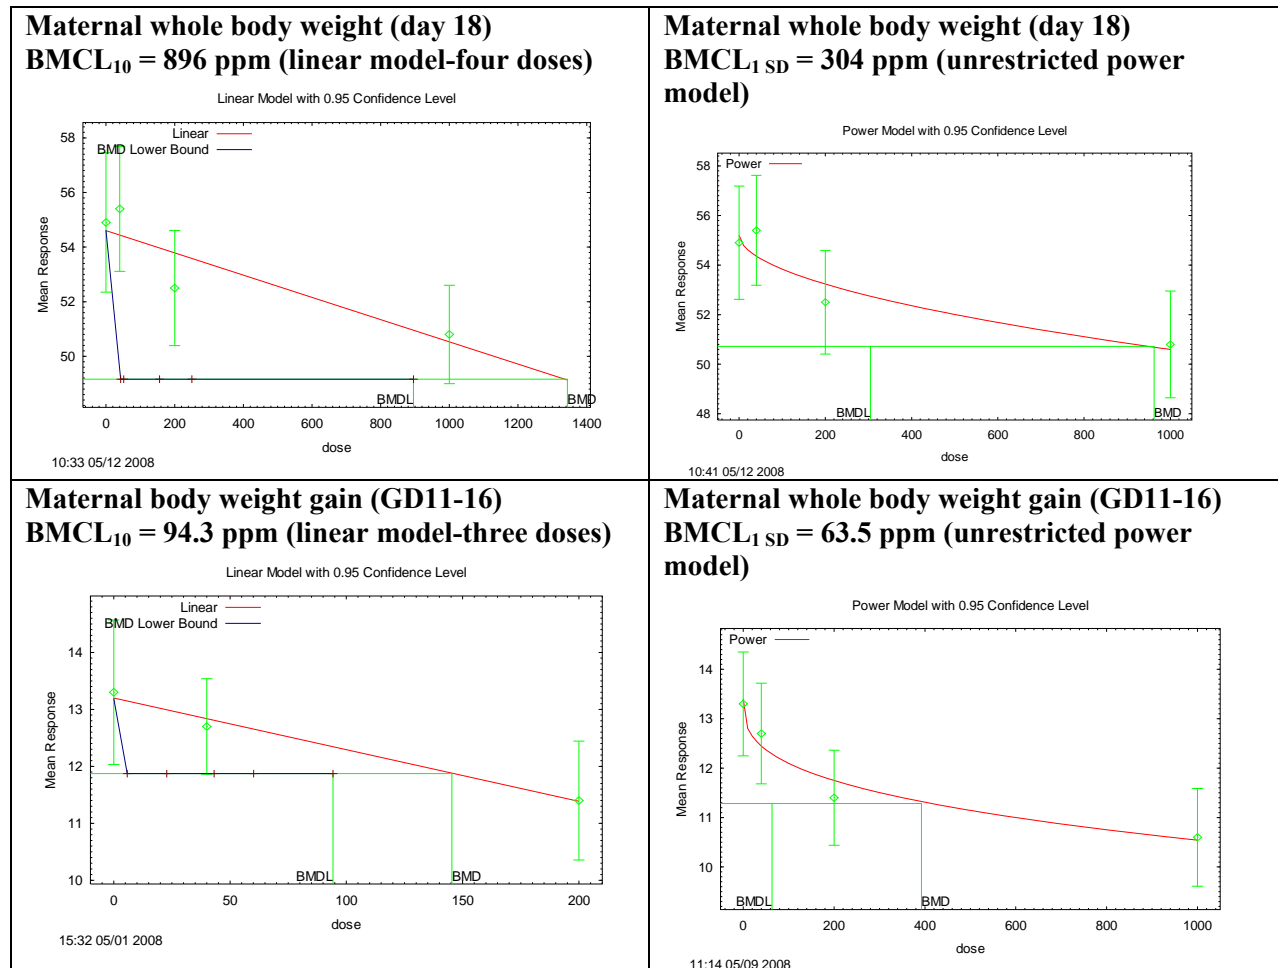 Maternal whole body weight (day 18)
BMCL10 = 896 ppm (linear model-four doses)
Linear Model with 0.95 Confidence Level
Linear
BMD Lower Bound
58
56
54
52
50
Mean Response
BMDL
BMD
0 200 400 600 800 1000 1200 1400
dose
10:33 05/12 2008
Maternal whole body weight (day 18)
BMCL1 SD = 304 ppm (unrestricted power
model)
Power Model with 0.95 Confidence Level
Power
58
56
54
52
50
48
Mean Response
BMDL
BMD
0 200 400 600 800 1000
dose
10:41 05/12 2008
Maternal body weight gain (GD11-16)
BMCL10 = 94.3 ppm (linear model-three doses)
Linear Model with 0.95 Confidence Level
Linear
BMD Lower Bound
14
13
12
11
10
Mean Response
BMDL
BMD
0 50 100 150 200
dose
15:32 05/01 2008
Maternal whole body weight gain (GD11-16)
BMCL1 SD = 63.5 ppm (unrestricted power
model)
Power Model with 0.95 Confidence Level
Power
14
13
12
11
10
Mean Response
BMDL
BMD
0 200 400 600 800 1000
dose
11:14 05/09 2008